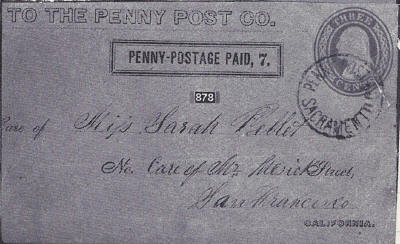 TO THE PENNY POST CO.
THREE
CENTS
PENNY-POSTAGE PAID, 7.
PENNY
SACRAMENTO
878
Care of Miss Sarah Pellet
No. Care of Mr. Street,
San Francisco
CALIFORNIA.